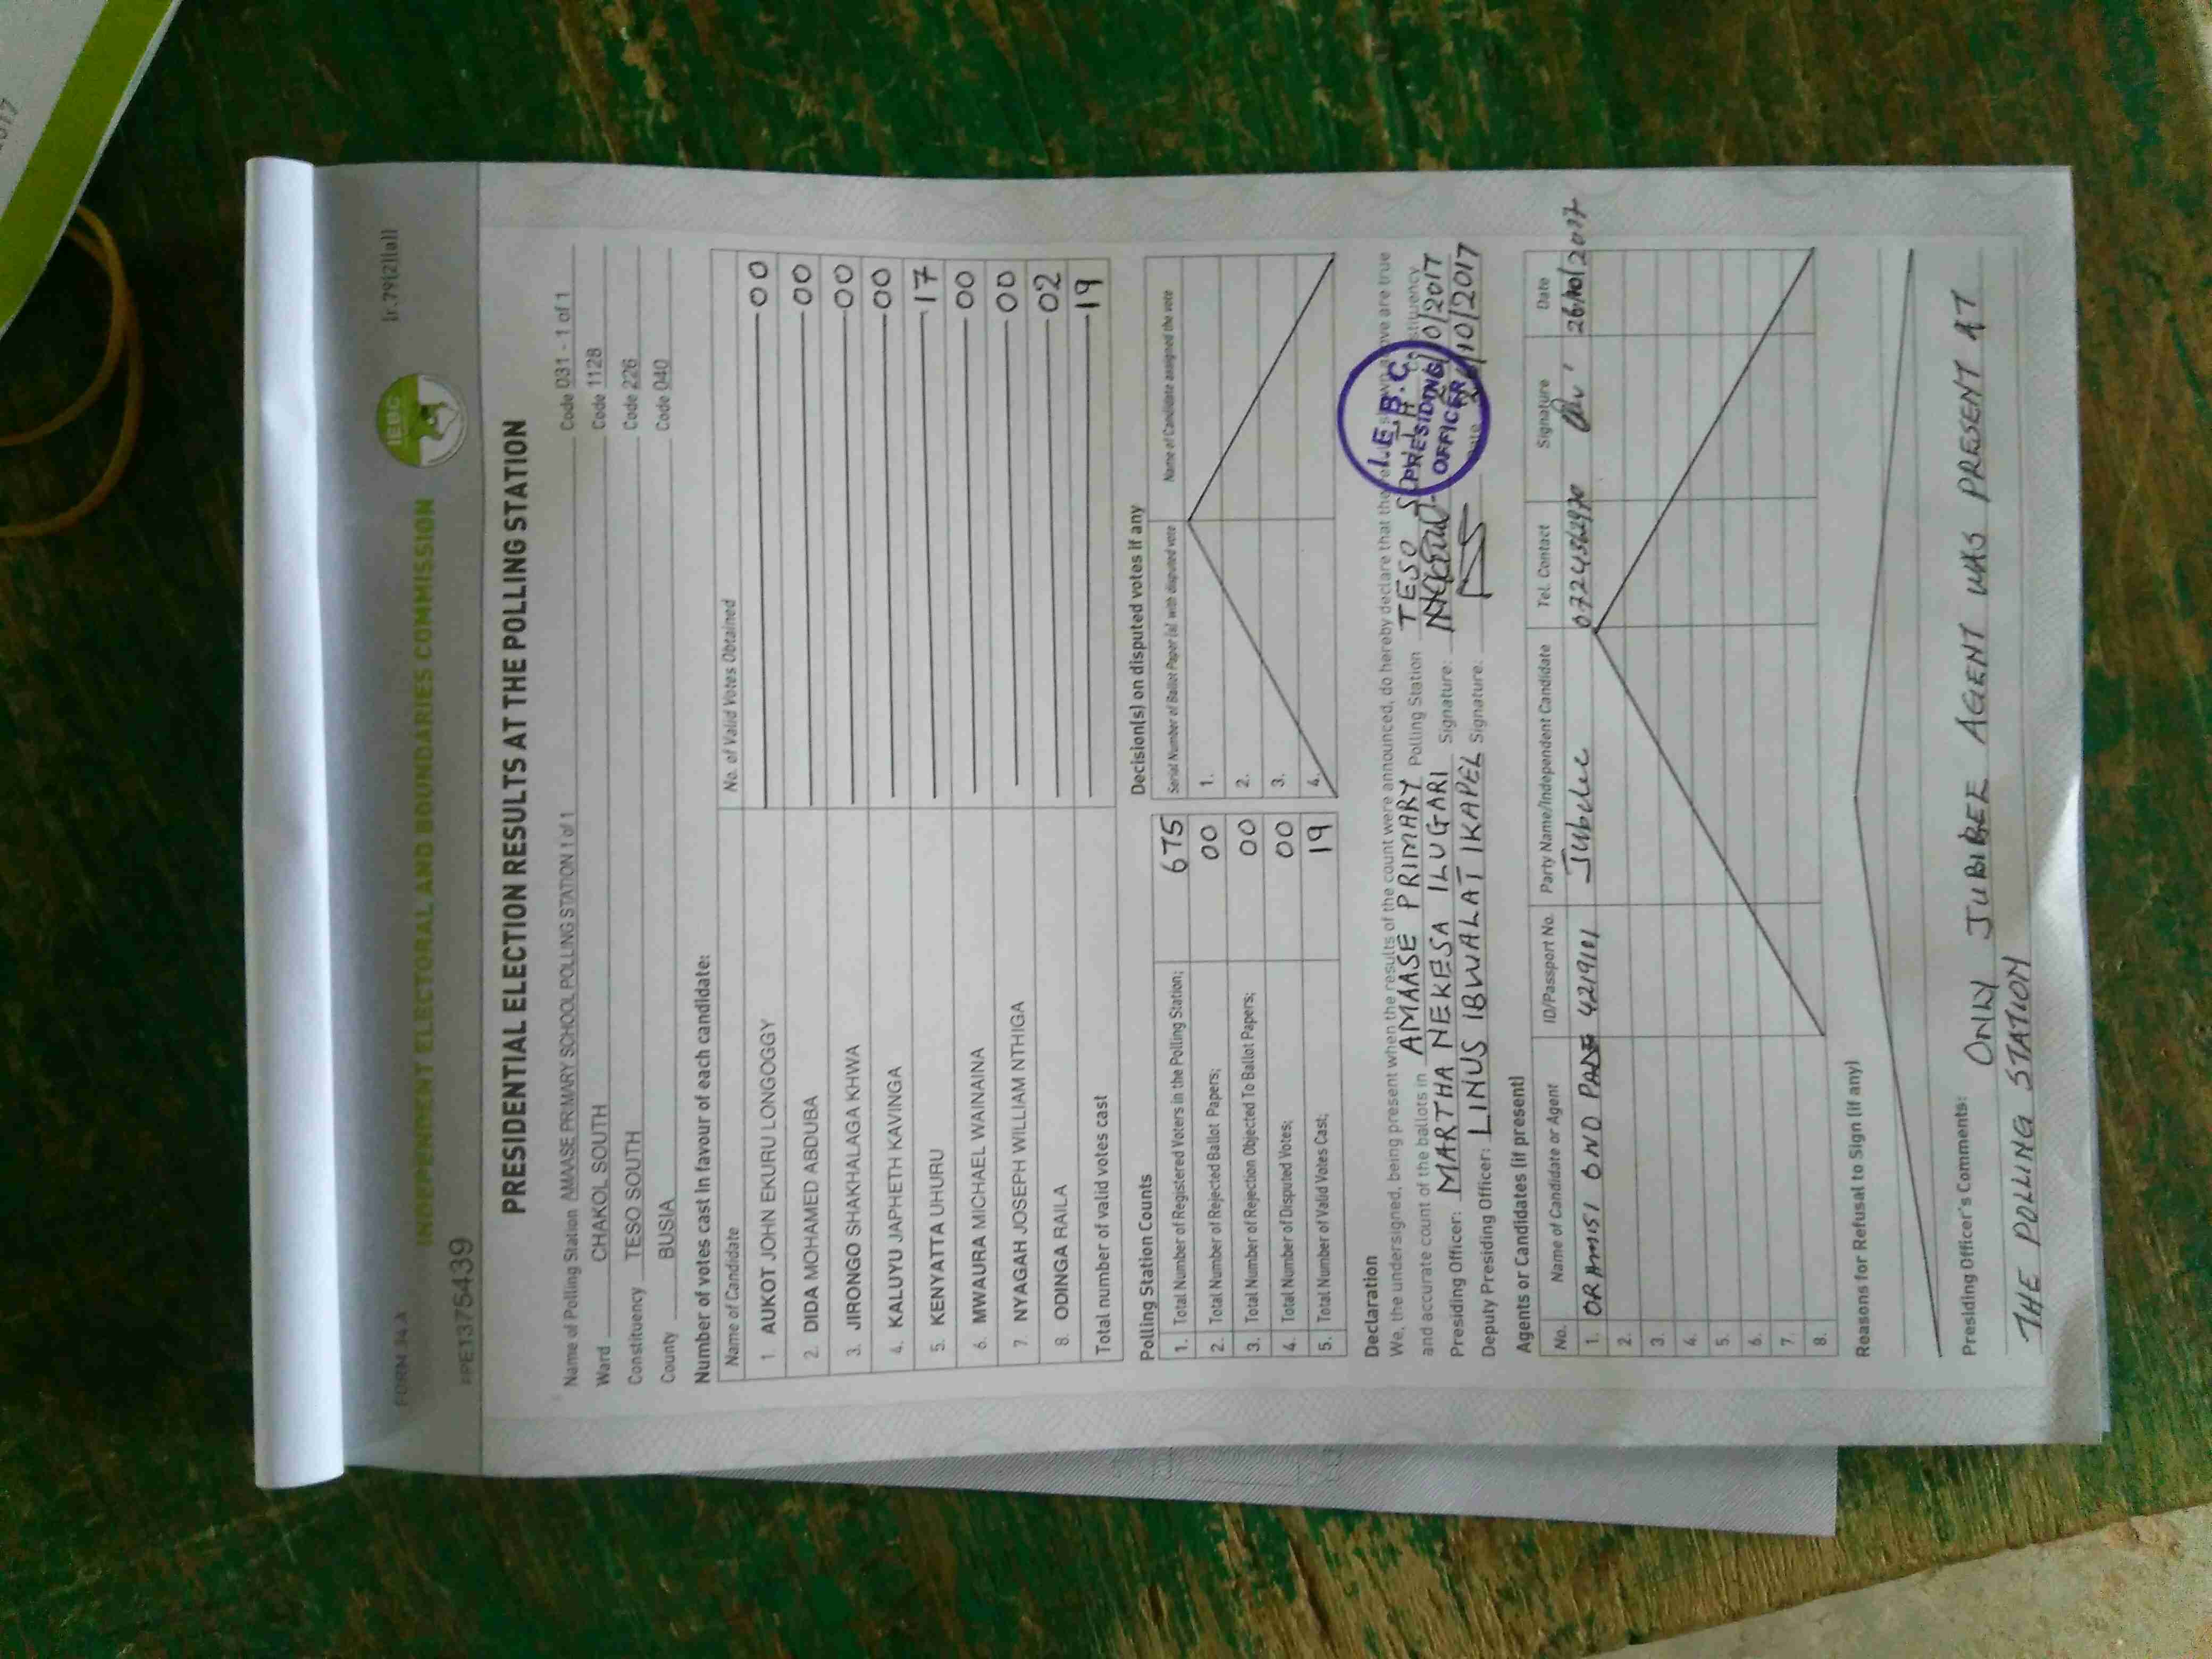 2017
FORM 34 A
INDEPENDENT ELECTORAL AND BOUNDARIES COMMISSION
IEBC
(r.79(2)(a))
PRE1375439
PRESIDENTIAL ELECTION RESULTS AT THE POLLING STATION
Name of Polling Station AMAASE PRIMARY SCHOOL POLLING STATION 1 of 1 Code 031 - 1 of 1
Ward CHAKOL SOUTH Code 1128
Constituency TESO SOUTH Code 226
County BUSIA Code 040
Number of votes cast in favour of each candidate:
Name of Candidate No. of Valid Votes Obtained
1. AUKOT JOHN EKURU LONGOGGY 00
2. DIDA MOHAMED ABDUBA 00
3. JIRONGO SHAKHALAGA KHWA 00
4. KALUYU JAPHETH KAVINGA 00
5. KENYATTA UHURU 17
6. MWAURA MICHAEL WAINAINA 00
7. NYAGAH JOSEPH WILLIAM NTHIGA 00
8. ODINGA RAILA 02
Total number of valid votes cast 19
Polling Station Counts
1. Total Number of Registered Voters in the Polling Station; 675
2. Total Number of Rejected Ballot Papers; 00
3. Total Number of Rejection Objected To Ballot Papers; 00
4. Total Number of Disputed Votes; 00
5. Total Number of Valid Votes Cast; 19
Decision(s) on disputed votes if any
Serial Number of Ballot Paper (s) with disputed vote Name of Candidate assigned the vote
1.
2.
3.
4.
Declaration
We, the undersigned, being present when the results of the count were announced, do hereby declare that the results shown above are true
and accurate count of the ballots in AMAASE PRIMARY Polling Station TESO SOUTH Constituency
Presiding Officer: MARTHA NEKESA ILUGARI Signature: 10/2017
Deputy Presiding Officer: LINUS IBWALAT IKAPEL Signature: Date 10/2017
I.E.B.C.
PRESIDING
OFFICER
Agents or Candidates (if present)
No. Name of Candidate or Agent ID/Passport No. Party Name/Independent Candidate Tel. Contact Signature Date
1. ORAMISI 4219101 Jubilee 26/10/2017
2.
3.
4.
5.
6.
7.
8.
Reasons for Refusal to Sign (if any)
Presiding Officer's Comments: ONLY JUBIBEE AGENT WAS PRESENT AT
THE POLLING STATION